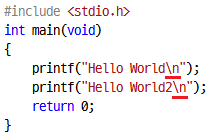 #include <stdio.h>
int main(void)
{
    printf("Hello World\n");
    printf("Hello World2\n");
    return 0;
}